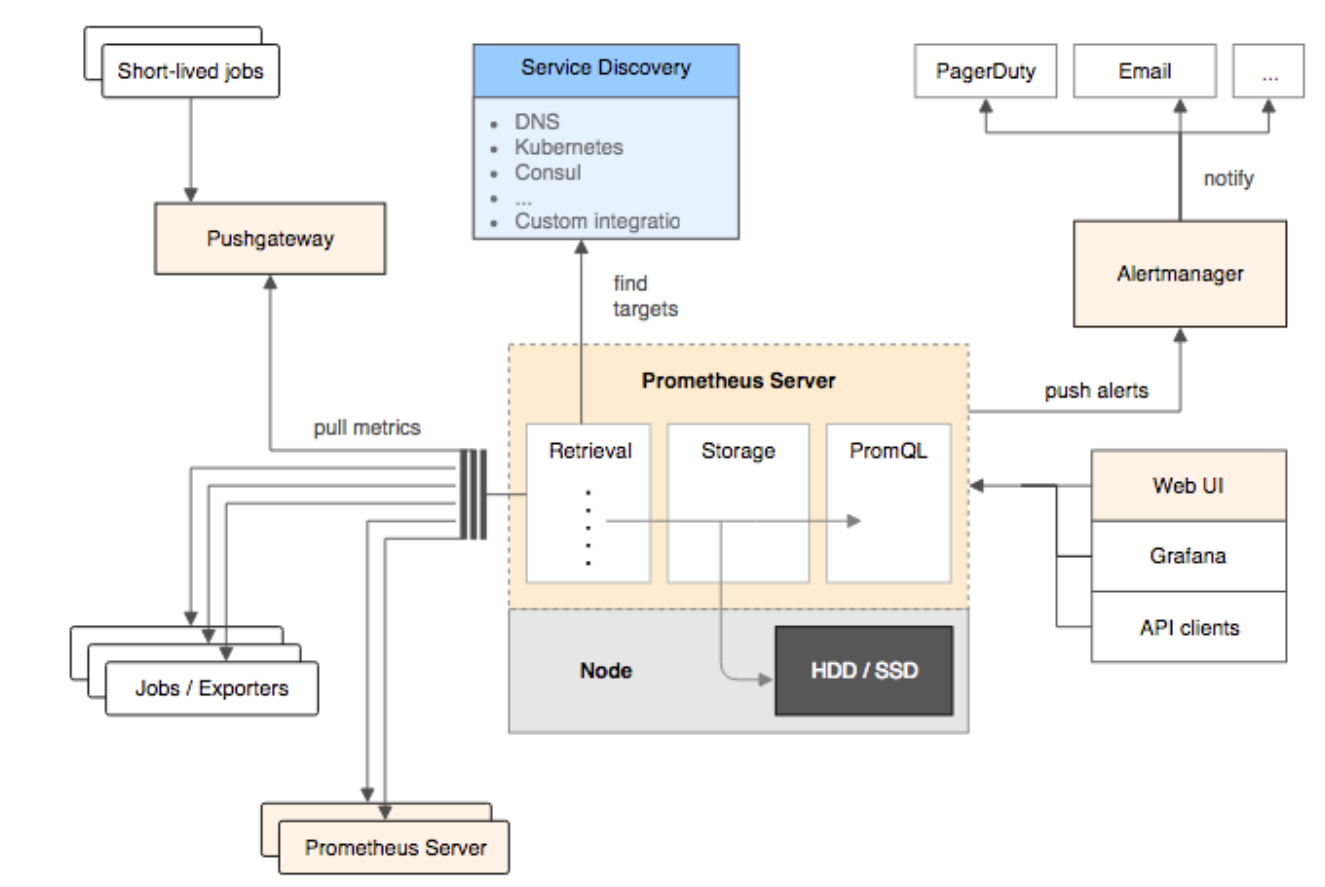 Short-lived jobs
Service Discovery
• DNS
• Kubernetes
• Consul
• ...
• Custom integratio
PagerDuty
Email
...
notify
Pushgateway
Alertmanager
find
targets
Prometheus Server
push alerts
pull metrics
Retrieval
Storage
PromQL
Web UI
Grafana
API clients
Node
HDD / SSD
Jobs / Exporters
Prometheus Server